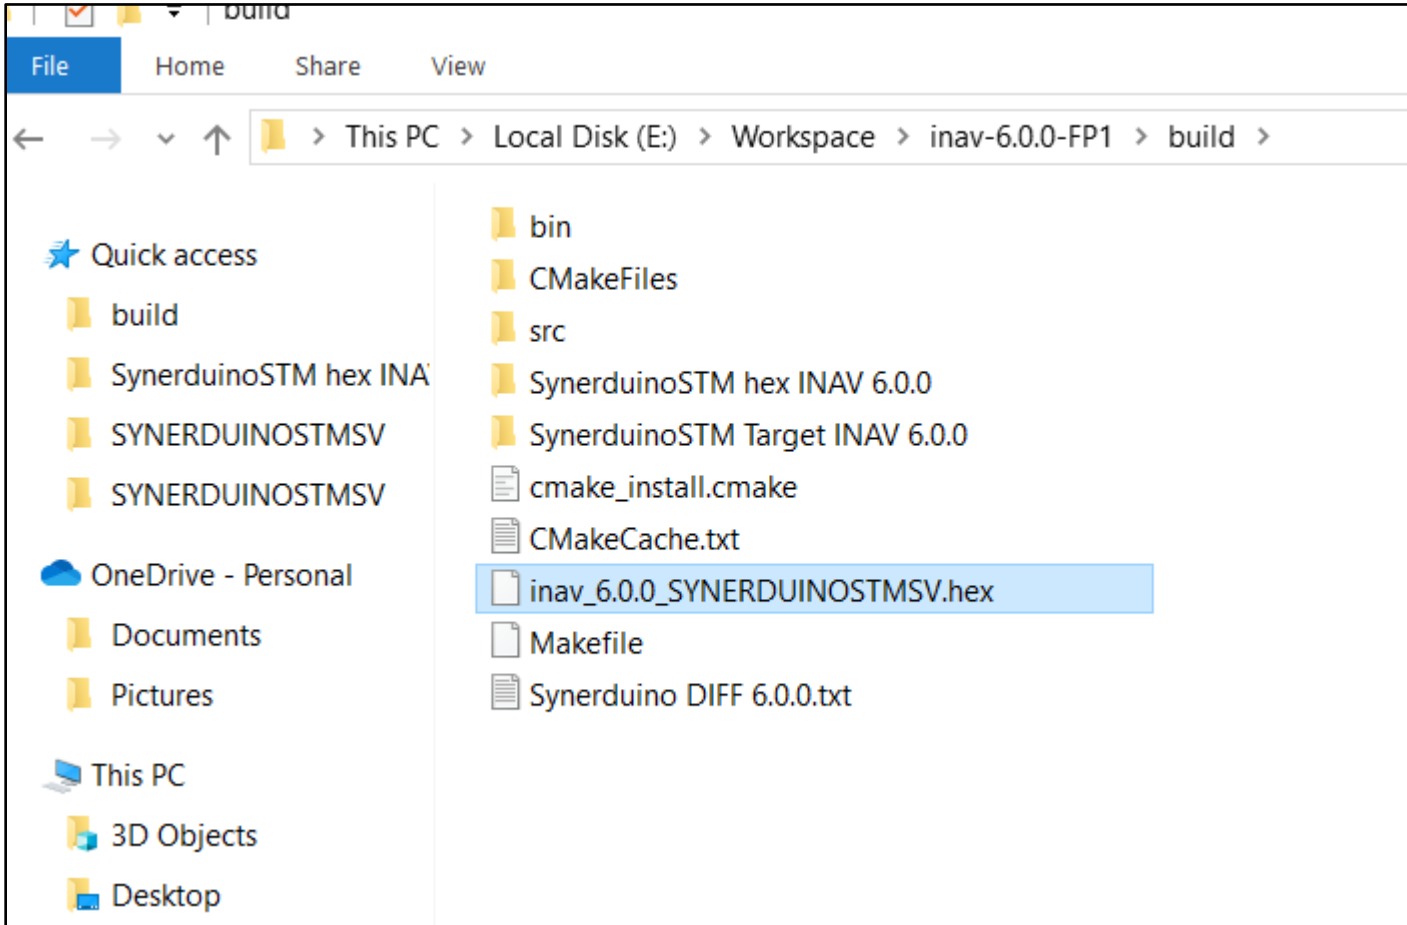 build
File Home Share View
This PC > Local Disk (E:) > Workspace > inav-6.0.0-FP1 > build >
Quick access
build
SynerduinoSTM hex INA
SYNERDUINOSTMSV
SYNERDUINOSTMSV
OneDrive - Personal
Documents
Pictures
This PC
3D Objects
Desktop
bin
CMakeFiles
src
SynerduinoSTM hex INAV 6.0.0
SynerduinoSTM Target INAV 6.0.0
cmake_install.cmake
CMakeCache.txt
inav_6.0.0_SYNERDUINOSTMSV.hex
Makefile
Synerduino DIFF 6.0.0.txt